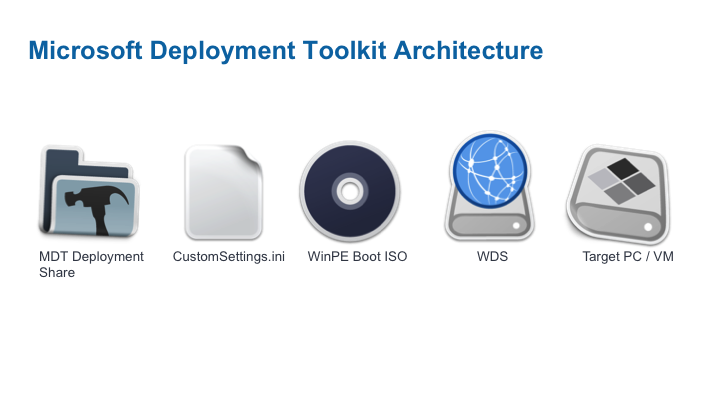 Microsoft Deployment Toolkit Architecture
MDT Deployment
Share
CustomSettings.ini
WinPE Boot ISO
WDS
Target PC / VM